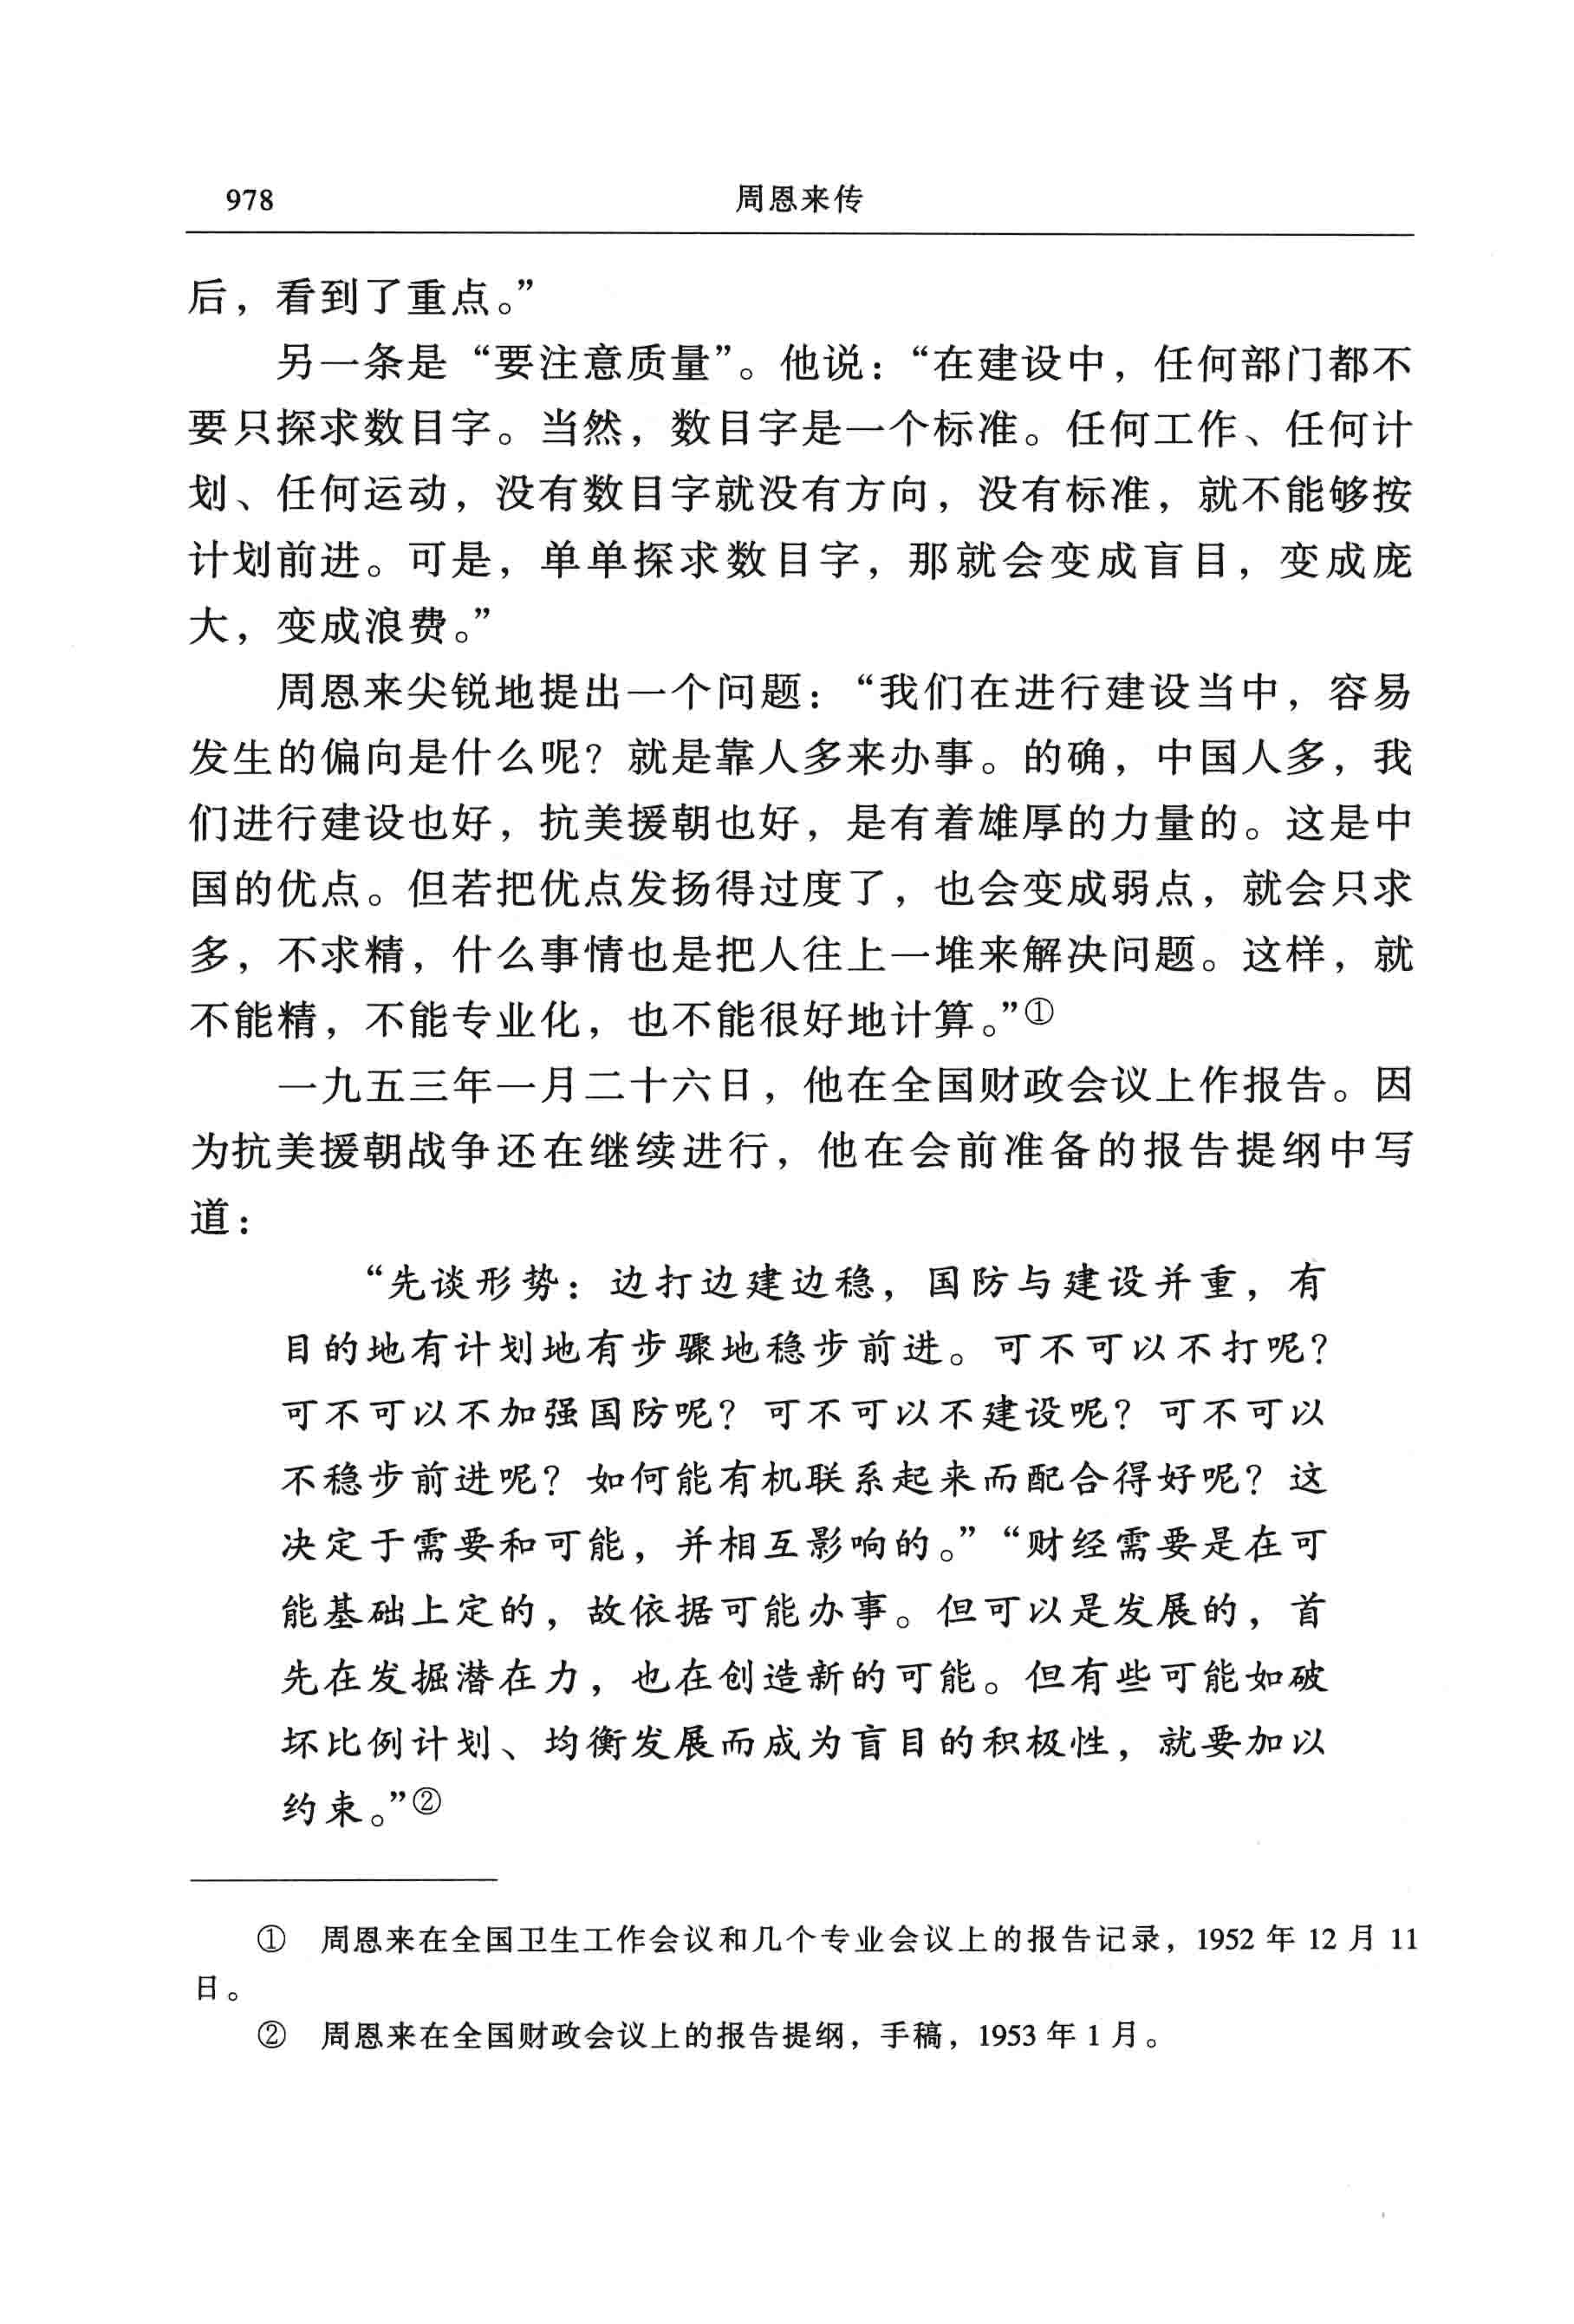 978
周恩来传
后，看到了重点。”
另一条是“要注意质量”。他说：“在建设中，任何部门都不
要只探求数目字。当然，数目字是一个标准。任何工作、任何计
划、任何运动，没有数目字就没有方向，没有标准，就不能够按
计划前进。可是，单单探求数目字，那就会变成盲目，变成庞
大，变成浪费。”
周恩来尖锐地提出一个问题：“我们在进行建设当中，容易
发生的偏向是什么呢？就是靠人多来办事。的确，中国人多，我
们进行建设也好，抗美援朝也好，是有着雄厚的力量的。这是中
国的优点。但若把优点发扬得过度了，也会变成弱点，就会只求
多，不求精，什么事情也是把人往上一堆来解决问题。这样，就
不能精，不能专业化，也不能很好地计算。”①
一九五三年一月二十六日，他在全国财政会议上作报告。因
为抗美援朝战争还在继续进行，他在会前准备的报告提纲中写
道：
“先谈形势：边打边建边稳，国防与建设并重，有
目的地有计划地有步骤地稳步前进。可不可以不打呢？
可不可以不加强国防呢？可不可以不建设呢？可不可以
不稳步前进呢？如何能有机联系起来而配合得好呢？这
决定于需要和可能，并相互影响的。”“财经需要是在可
能基础上定的，故依据可能办事。但可以是发展的，首
先在发掘潜在力，也在创造新的可能。但有些可能如破
坏比例计划、均衡发展而成为盲目的积极性，就要加以
约束。”②
① 周恩来在全国卫生工作会议和几个专业会议上的报告记录，1952 年 12 月 11
日。
② 周恩来在全国财政会议上的报告提纲，手稿，1953 年 1 月。